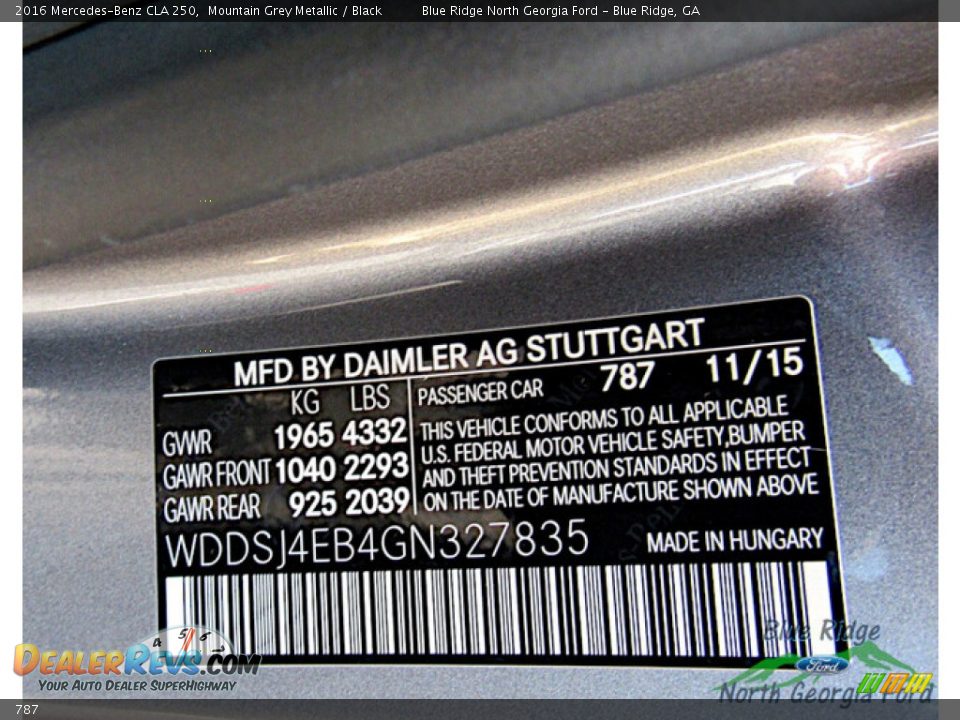 2016 Mercedes-Benz CLA 250, Mountain Grey Metallic / Black Blue Ridge North Georgia Ford - Blue Ridge, GA
MFD BY DAIMLER AG STUTTGART
KG LBS
GVWR 1965 4332
GAWR FRONT 1040 2293
GAWR REAR 925 2039
PASSENGER CAR 787 11/15
THIS VEHICLE CONFORMS TO ALL APPLICABLE
U.S. FEDERAL MOTOR VEHICLE SAFETY,BUMPER
AND THEFT PREVENTION STANDARDS IN EFFECT
ON THE DATE OF MANUFACTURE SHOWN ABOVE
WDDSJ4EB4GN327835 MADE IN HUNGARY
Blue Ridge
Ford
North Georgia Ford
4 5 6
DEALERREVS.COM
YOUR AUTO DEALER SUPERHIGHWAY
787